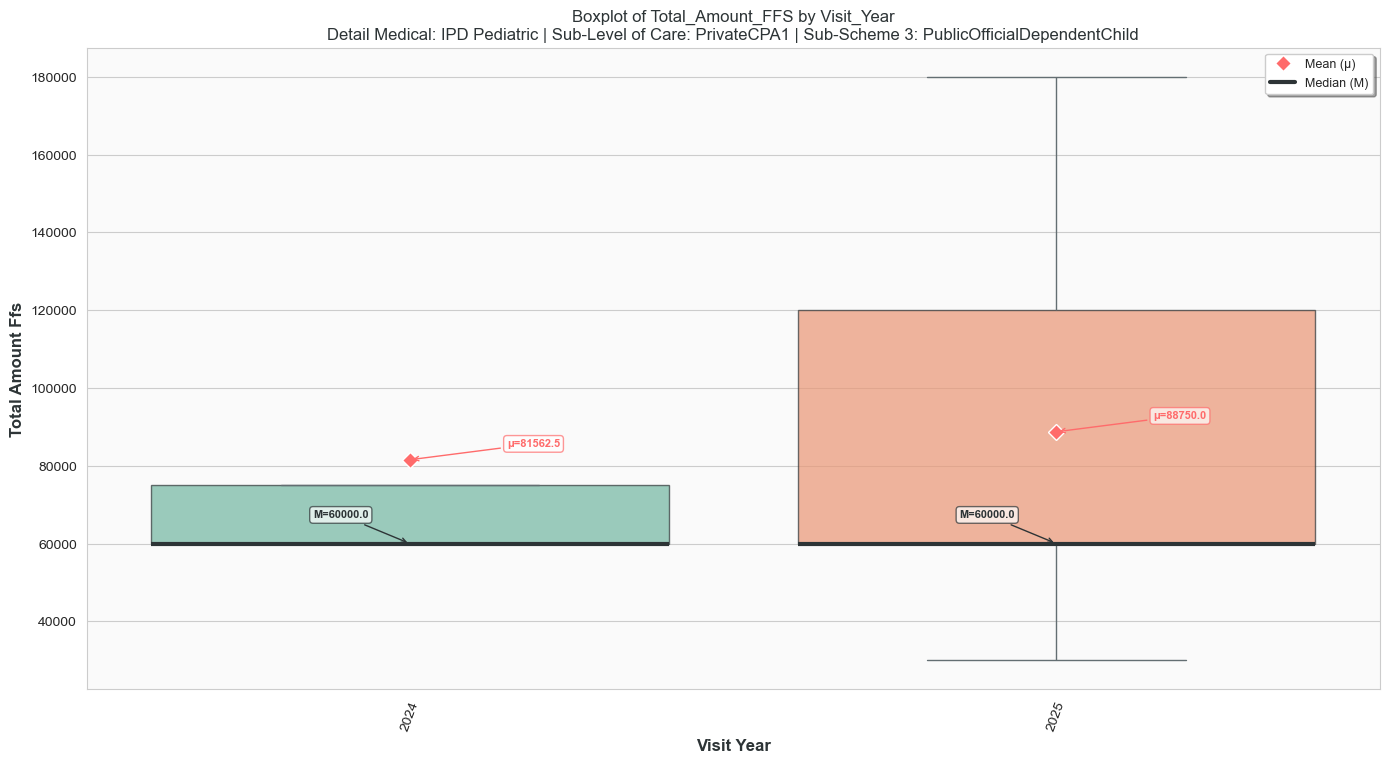 Boxplot of Total_Amount_FFS by Visit_Year
Detail Medical: IPD Pediatric | Sub-Level of Care: PrivateCPA1 | Sub-Scheme 3: PublicOfficialDependentChild
Mean (μ)
Median (M)
180000
160000
140000
120000
100000
80000
60000
40000
Total Amount Ffs
μ=81562.5
M=60000.0
μ=88750.0
M=60000.0
2024
2025
Visit Year